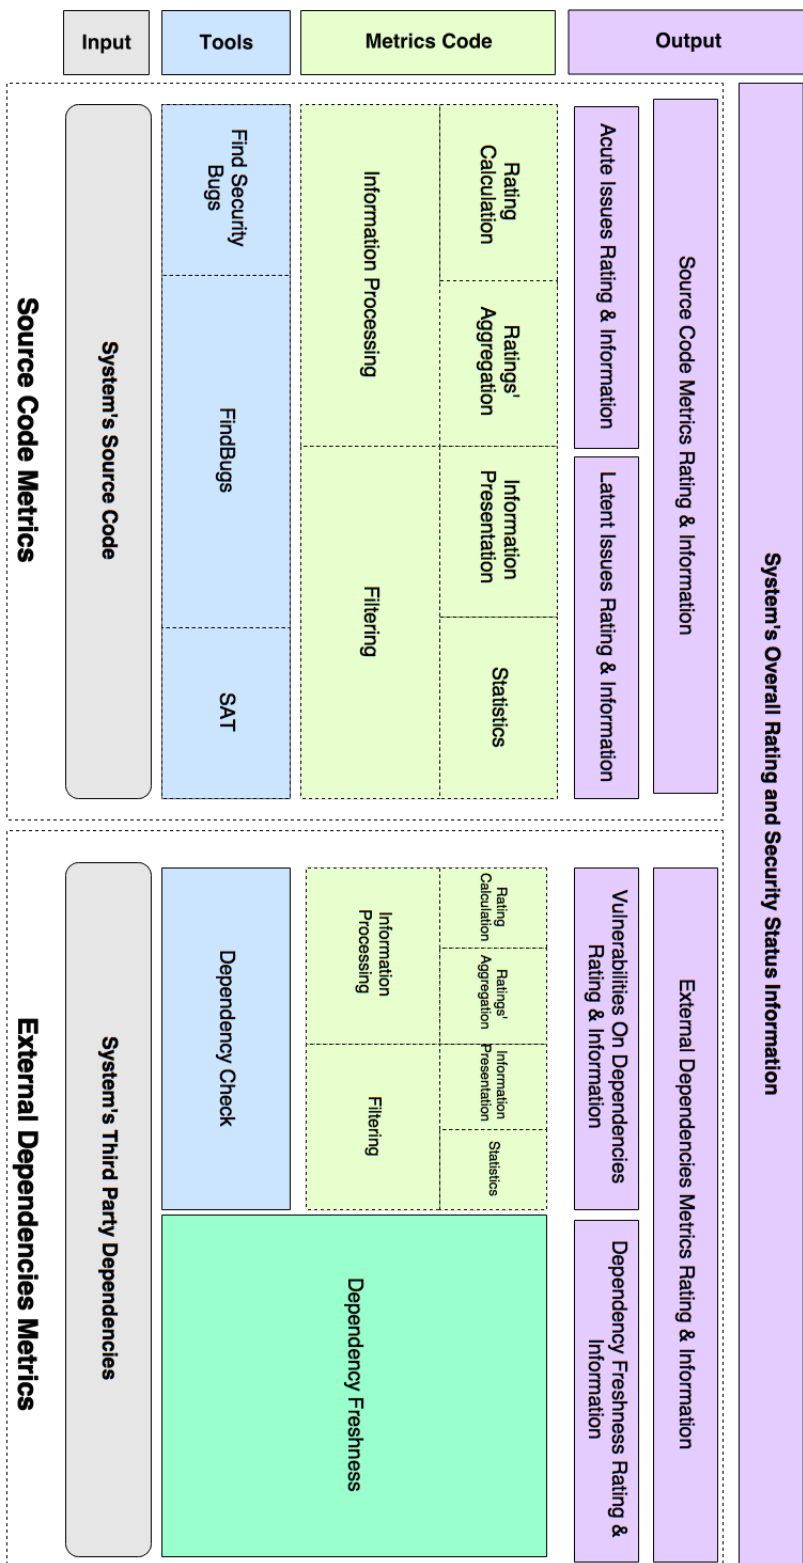 Input
Tools
Metrics Code
Output
System's Overall Rating and Security Status Information
Source Code Metrics Rating & Information
Acute Issues Rating & Information
Latent Issues Rating & Information
Rating
Calculation
Ratings'
Aggregation
Information
Presentation
Statistics
Information Processing
Filtering
Find Security
Bugs
FindBugs
SAT
System's Source Code
Source Code Metrics
External Dependencies Metrics Rating & Information
Vulnerabilities On Dependencies
Rating & Information
Dependency Freshness Rating &
Information
Rating
Calculation
Ratings'
Aggregation
Information
Presentation
Statistics
Information
Processing
Filtering
Dependency Check
Dependency Freshness
System's Third Party Dependencies
External Dependencies Metrics